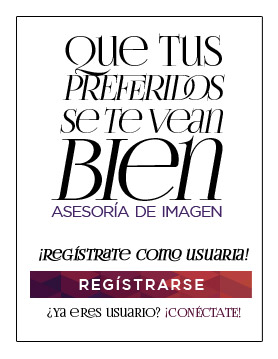 QUE TUS
PREFERIDOS
SE TE VEAN
BIEN
ASESORÍA DE IMAGEN
¡REGÍSTRATE COMO USUARIA!
REGÍSTRARSE
¿YA ERES USUARIO? ¡CONÉCTATE!